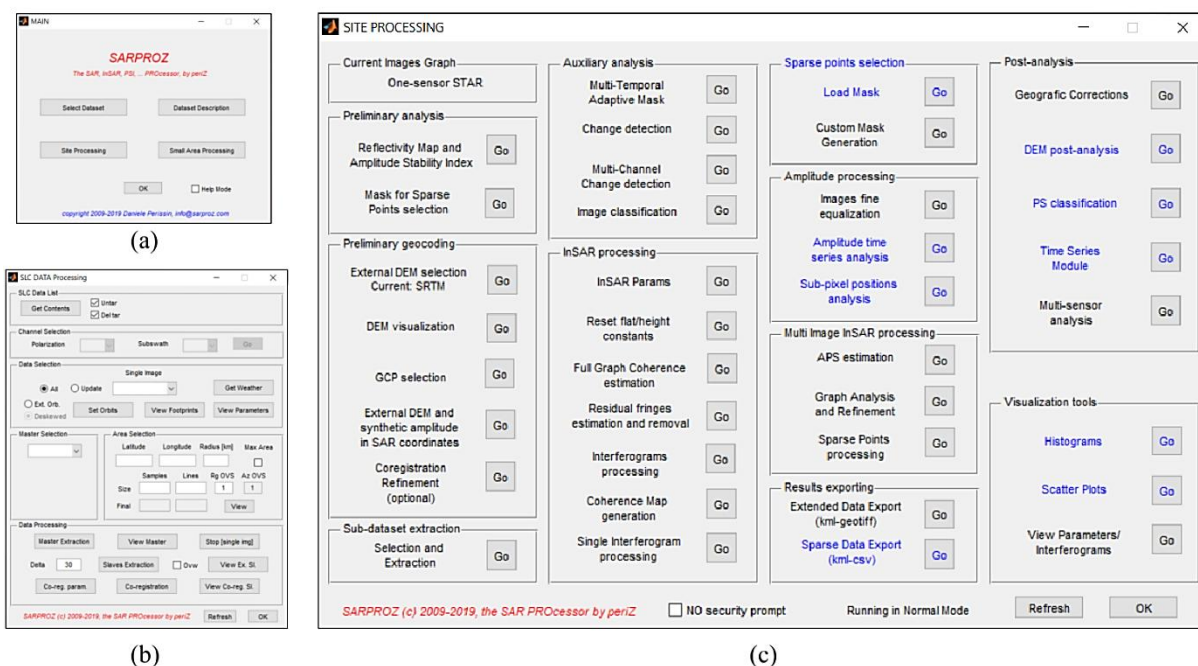 MAIN
SARPROZ
The SAR, InSAR, PSI, ... PROcessor, by periZ
Select Dataset
Dataset Description
Site Processing
Small Area Processing
OK
Help Mode
copyright 2009-2019 Daniele Perissin, info@sarproz.com
(a)
SLC DATA Processing
SLC Data List
Get Contents
Untar
Del tar
Channel Selection
Polarization
Subswath
Go
Data Selection
Single Image
All
Update
Get Weather
Ext. Orb.
Deskewed
Set Orbits
View Footprints
View Parameters
Master Selection
Area Selection
Latitude
Longitude
Radius [km]
Max Area
Samples
Lines
Rg OVS
Az OVS
Size
1
1
Final
View
Data Processing
Master Extraction
View Master
Stop [single img]
Delta
30
Slaves Extraction
Ovw
View Ex. Sl.
Co-reg. param.
Co-registration
View Co-reg. Sl.
SARPROZ (c) 2009-2019, the SAR PROcessor by periZ
Refresh
OK
(b)
SITE PROCESSING
Current Images Graph
One-sensor STAR
Preliminary analysis
Reflectivity Map and
Amplitude Stability Index
Go
Mask for Sparse
Points selection
Go
Preliminary geocoding
External DEM selection
Current: SRTM
Go
DEM visualization
Go
GCP selection
Go
External DEM and
synthetic amplitude
in SAR coordinates
Go
Coregistration
Refinement
(optional)
Go
Sub-dataset extraction
Selection and
Extraction
Go
Auxiliary analysis
Multi-Temporal
Adaptive Mask
Go
Change detection
Go
Multi-Channel
Change detection
Go
Image classification
Go
InSAR processing
InSAR Params
Go
Reset flat/height
constants
Go
Full Graph Coherence
estimation
Go
Residual fringes
estimation and removal
Go
Interferograms
processing
Go
Coherence Map
generation
Go
Single Interferogram
processing
Go
Sparse points selection
Load Mask
Go
Custom Mask
Generation
Go
Amplitude processing
Images fine
equalization
Go
Amplitude time
series analysis
Go
Sub-pixel positions
analysis
Go
Multi Image InSAR processing
APS estimation
Go
Graph Analysis
and Refinement
Go
Sparse Points
processing
Go
Results exporting
Extended Data Export
(kml-geotiff)
Go
Sparse Data Export
(kml-csv)
Go
Post-analysis
Geografic Corrections
Go
DEM post-analysis
Go
PS classification
Go
Time Series
Module
Go
Multi-sensor
analysis
Go
Visualization tools
Histograms
Go
Scatter Plots
Go
View Parameters/
Interferograms
Go
SARPROZ (c) 2009-2019, the SAR PROcessor by periZ
NO security prompt
Running in Normal Mode
Refresh
OK
(c)